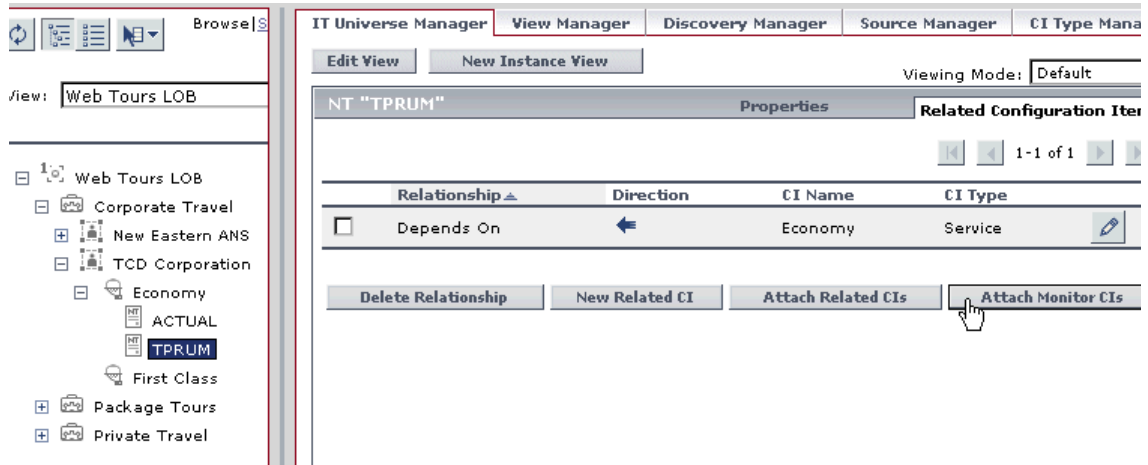 Browse|S
View: Web Tours LOB
1 Web Tours LOB
Corporate Travel
New Eastern ANS
TCD Corporation
Economy
NT ACTUAL
NT TPRUM
First Class
Package Tours
Private Travel
IT Universe Manager View Manager Discovery Manager Source Manager CI Type Mana
Edit View New Instance View
Viewing Mode: Default
NT "TPRUM" Properties Related Configuration Iter
1-1 of 1
Relationship Direction CI Name CI Type
Depends On Economy Service
Delete Relationship New Related CI Attach Related CIs Attach Monitor CIs